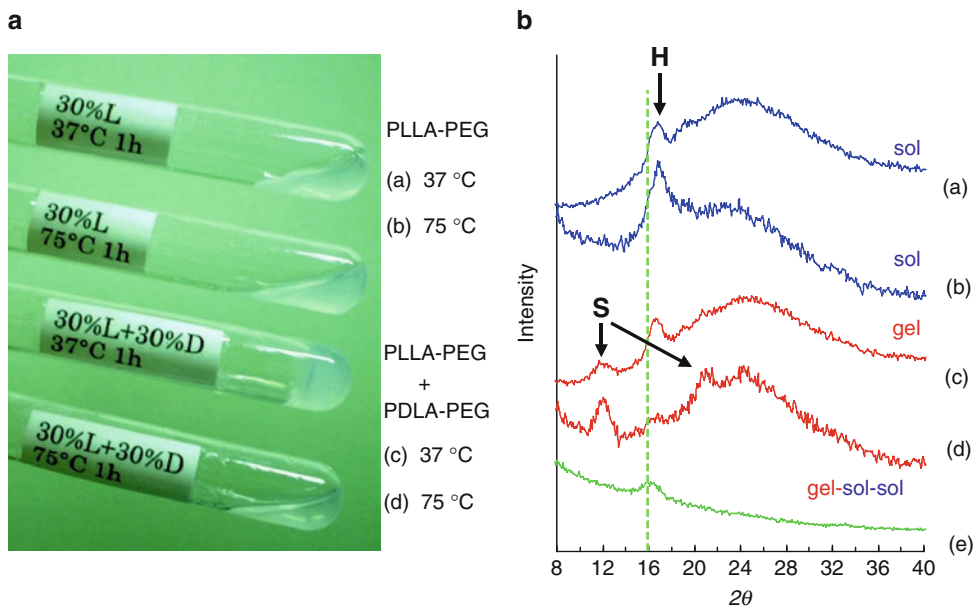 a
30%L
37°C 1h
30%L
75°C 1h
30%L+30%D
37°C 1h
30%L+30%D
75°C 1h
PLLA-PEG
(a) 37 °C
(b) 75 °C
PLLA-PEG
+
PDLA-PEG
(c) 37 °C
(d) 75 °C
b
H
sol
(a)
sol
(b)
S
gel
(c)
(d)
gel-sol-sol
(e)
Intensity
8 12 16 20 24 28 32 36 40
2θ